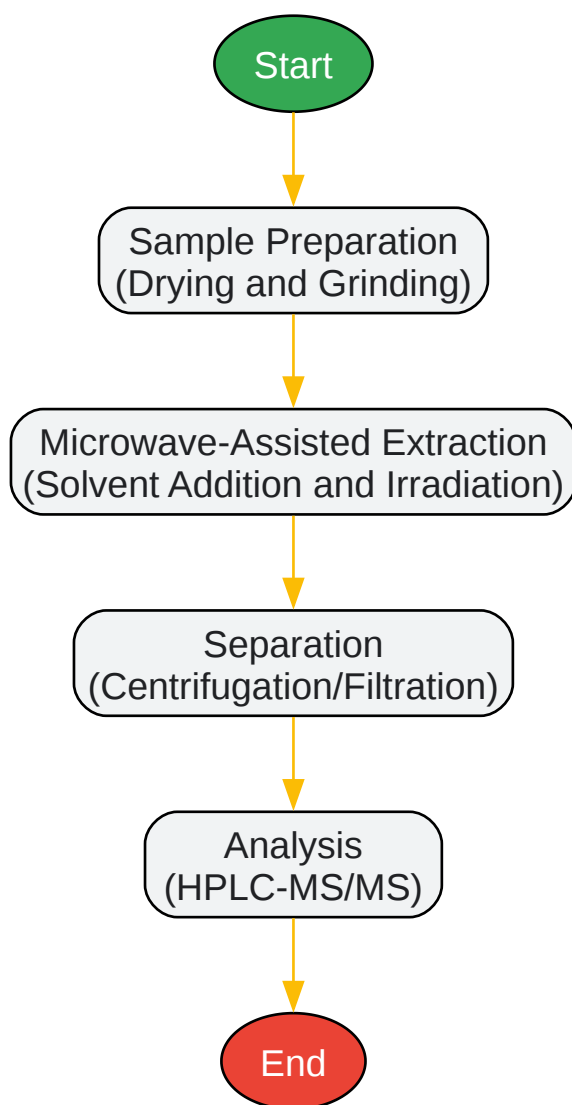 Start
Sample Preparation
(Drying and Grinding)
Microwave-Assisted Extraction
(Solvent Addition and Irradiation)
Separation
(Centrifugation/Filtration)
Analysis
(HPLC-MS/MS)
End